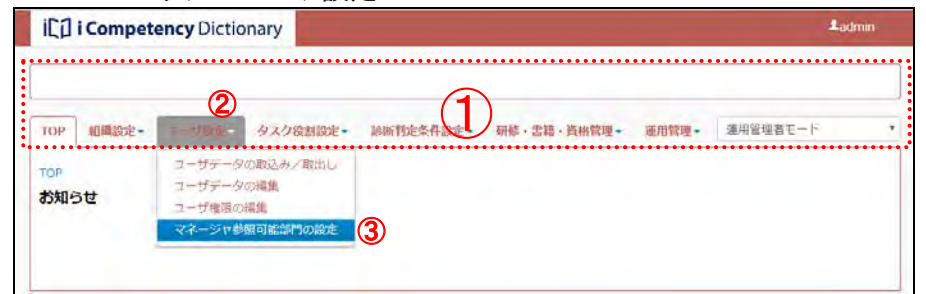 i Competency Dictionary
admin
②
①
TOP 組織設定 ユーザ設定 タスク役割設定 診断判定条件設定 研修・書籍・資格管理 運用管理 運用管理者モード
TOP
お知らせ
ユーザデータの取込み／取出し
ユーザデータの編集
ユーザ権限の編集
マネージャ参照可能部門の設定
③